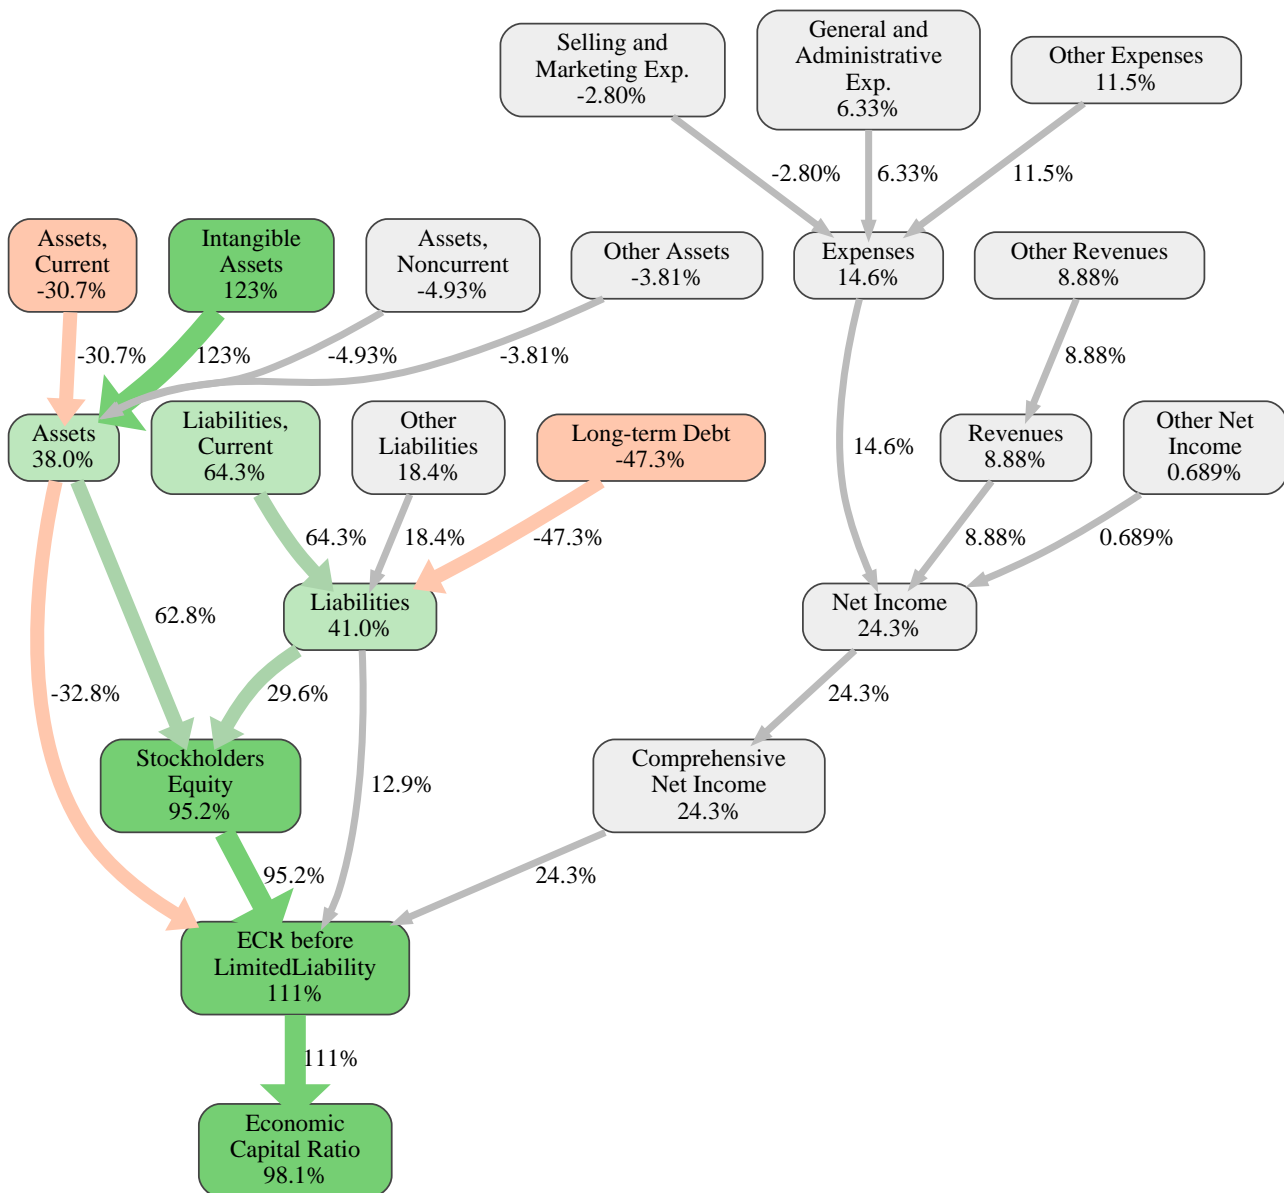 Selling and
Marketing Exp.
-2.80%
General and
Administrative
Exp.
6.33%
Other Expenses
11.5%
-2.80%
6.33%
11.5%
Assets,
Current
-30.7%
Intangible
Assets
123%
Assets,
Noncurrent
-4.93%
Other Assets
-3.81%
Expenses
14.6%
Other Revenues
8.88%
-30.7%
123%
-4.93%
-3.81%
8.88%
Assets
38.0%
Liabilities,
Current
64.3%
Other
Liabilities
18.4%
Long-term Debt
-47.3%
14.6%
Revenues
8.88%
Other Net
Income
0.689%
64.3%
18.4%
-47.3%
8.88%
0.689%
62.8%
Liabilities
41.0%
Net Income
24.3%
-32.8%
29.6%
24.3%
Stockholders
Equity
95.2%
12.9%
Comprehensive
Net Income
24.3%
95.2%
24.3%
ECR before
LimitedLiability
111%
111%
Economic
Capital Ratio
98.1%